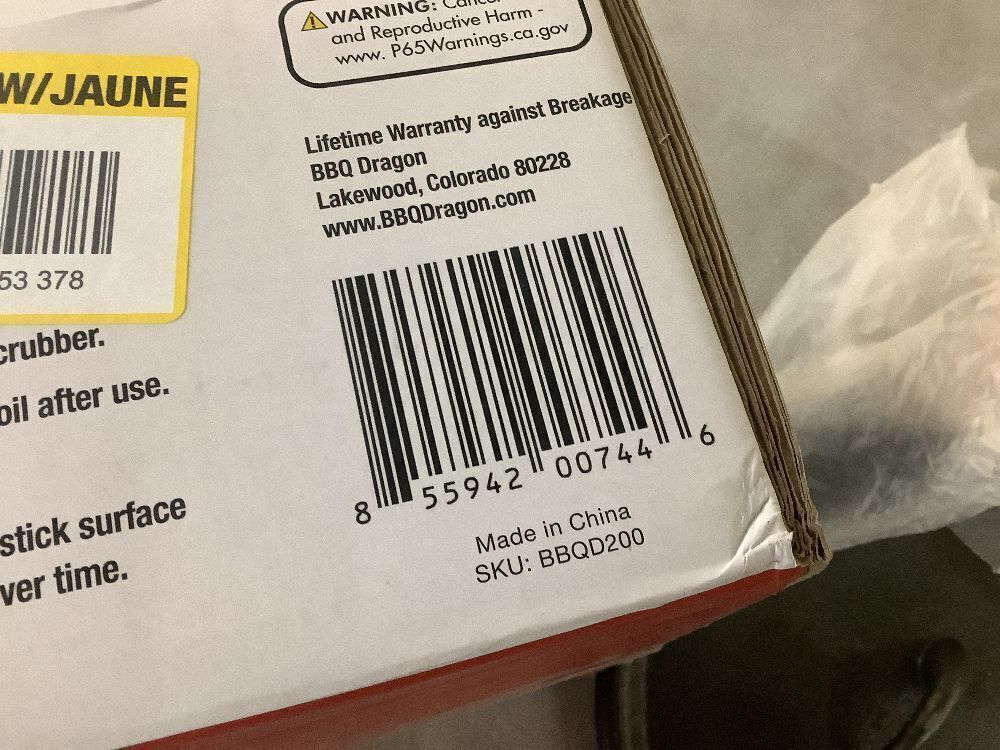 WARNING:
and Reproductive Harm -
www. P65Warnings.ca.gov
W/JAUNE
53 378
Lifetime Warranty against Breakage
BBQ Dragon
Lakewood, Colorado 80228
www.BBQDragon.com
8 55942 00744 6
Made in China
SKU: BBQD200
crubber.
oil after use.
stick surface
ver time.